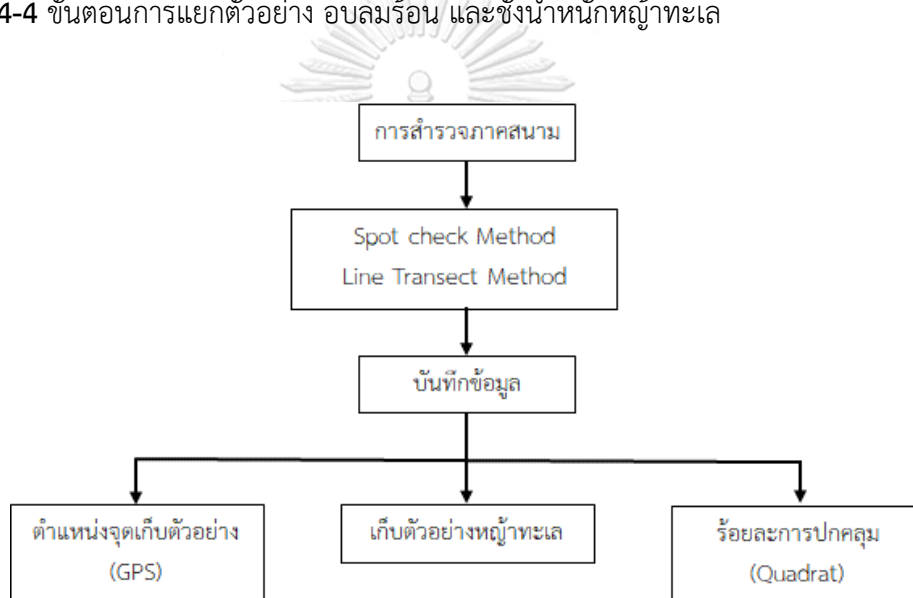 4-4 ขั้นตอนการแยกตัวอย่าง อบลมร้อน และชั่งน้ำหนักหญ้าทะเล
การสำรวจภาคสนาม
Spot check Method
Line Transect Method
บันทึกข้อมูล
ตำแหน่งจุดเก็บตัวอย่าง
(GPS)
เก็บตัวอย่างหญ้าทะเล
ร้อยละการปกคลุม
(Quadrat)